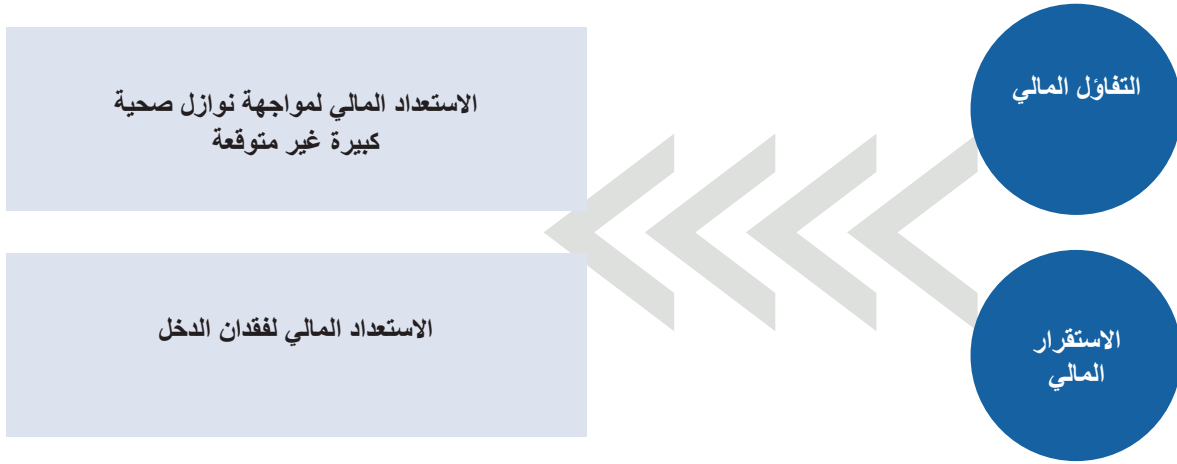 التفاؤل المالي
الاستعداد المالي لمواجهة نوازل صحية
كبيرة غير متوقعة
الاستقرار
المالي
الاستعداد المالي لفقدان الدخل